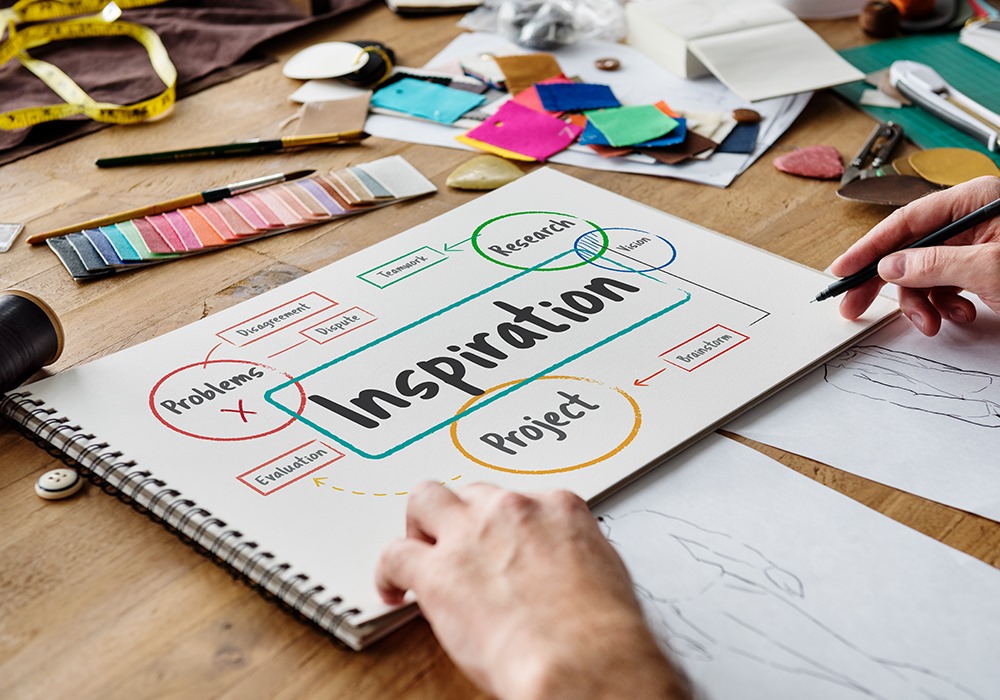 Research
Vision
Teamwork
Inspiration
Disagreement
Dispute
Problems
X
Brainstorm
Project
Evaluation